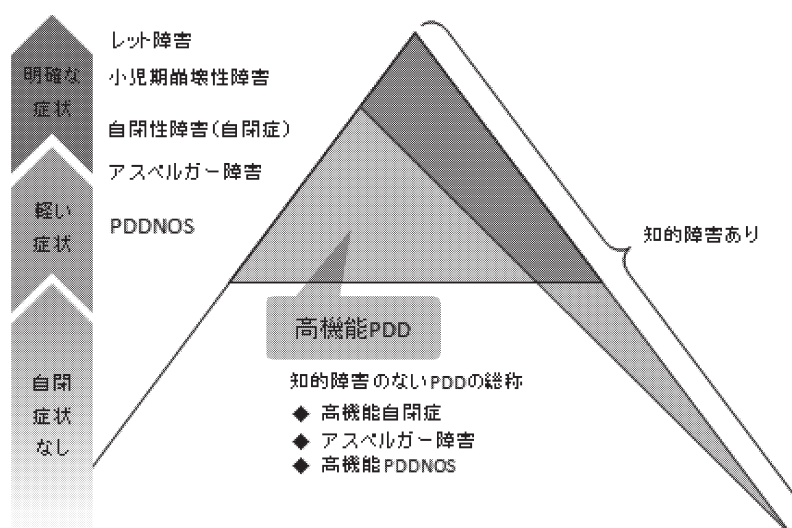 明確な
症状
軽い
症状
自閉
症状
なし
レット障害
小児期崩壊性障害
自閉性障害(自閉症)
アスペルガー障害
PDDNOS
知的障害あり
高機能PDD
知的障害のないPDDの総称
◆ 高機能自閉症
◆ アスペルガー障害
◆ 高機能PDDNOS